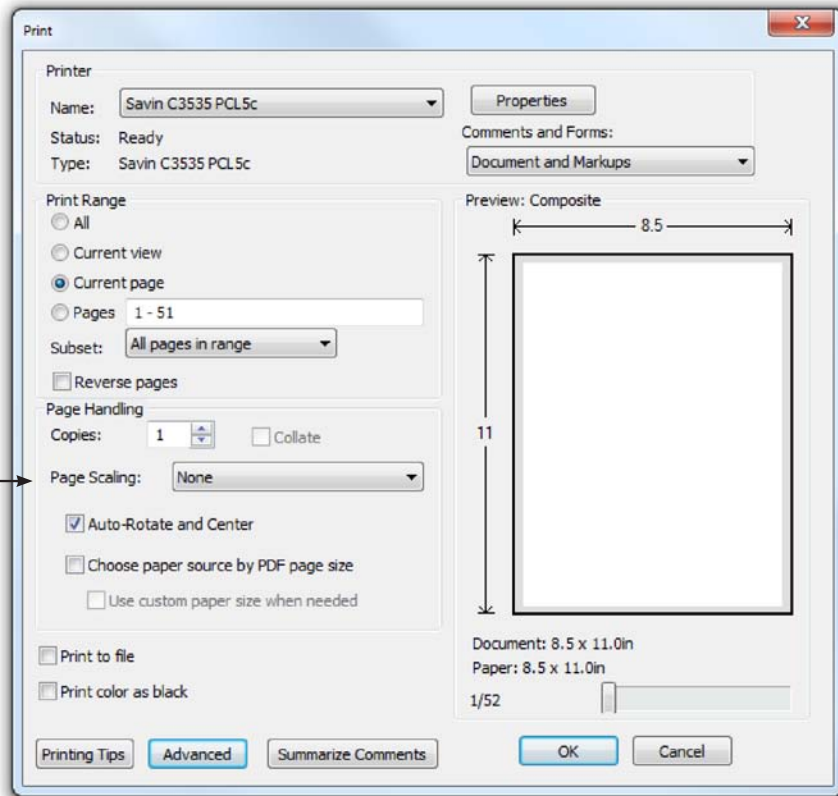 Print
Printer
Name: Savin C3535 PCL5c
Properties
Status: Ready
Comments and Forms:
Type: Savin C3535 PCL5c
Document and Markups
Print Range
All
Current view
Current page
Pages 1 - 51
Subset: All pages in range
Reverse pages
Page Handling
Copies: 1 Collate
Page Scaling: None
Auto-Rotate and Center
Choose paper source by PDF page size
Use custom paper size when needed
Print to file
Print color as black
Preview: Composite
8.5
11
Document: 8.5 x 11.0in
Paper: 8.5 x 11.0in
1/52
Printing Tips Advanced Summarize Comments OK Cancel